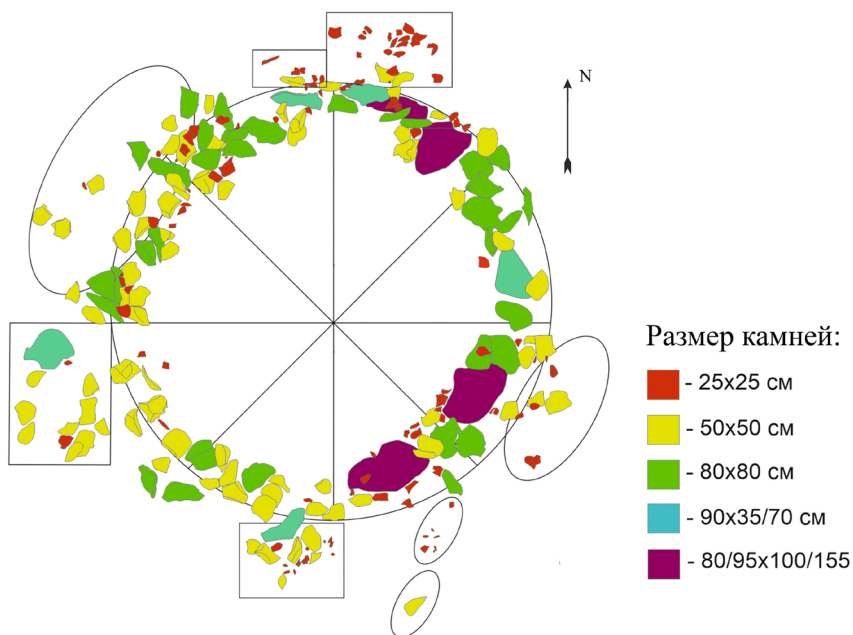 N
Размер камней:
- 25х25 см
- 50х50 см
- 80х80 см
- 90х35/70 см
- 80/95х100/155